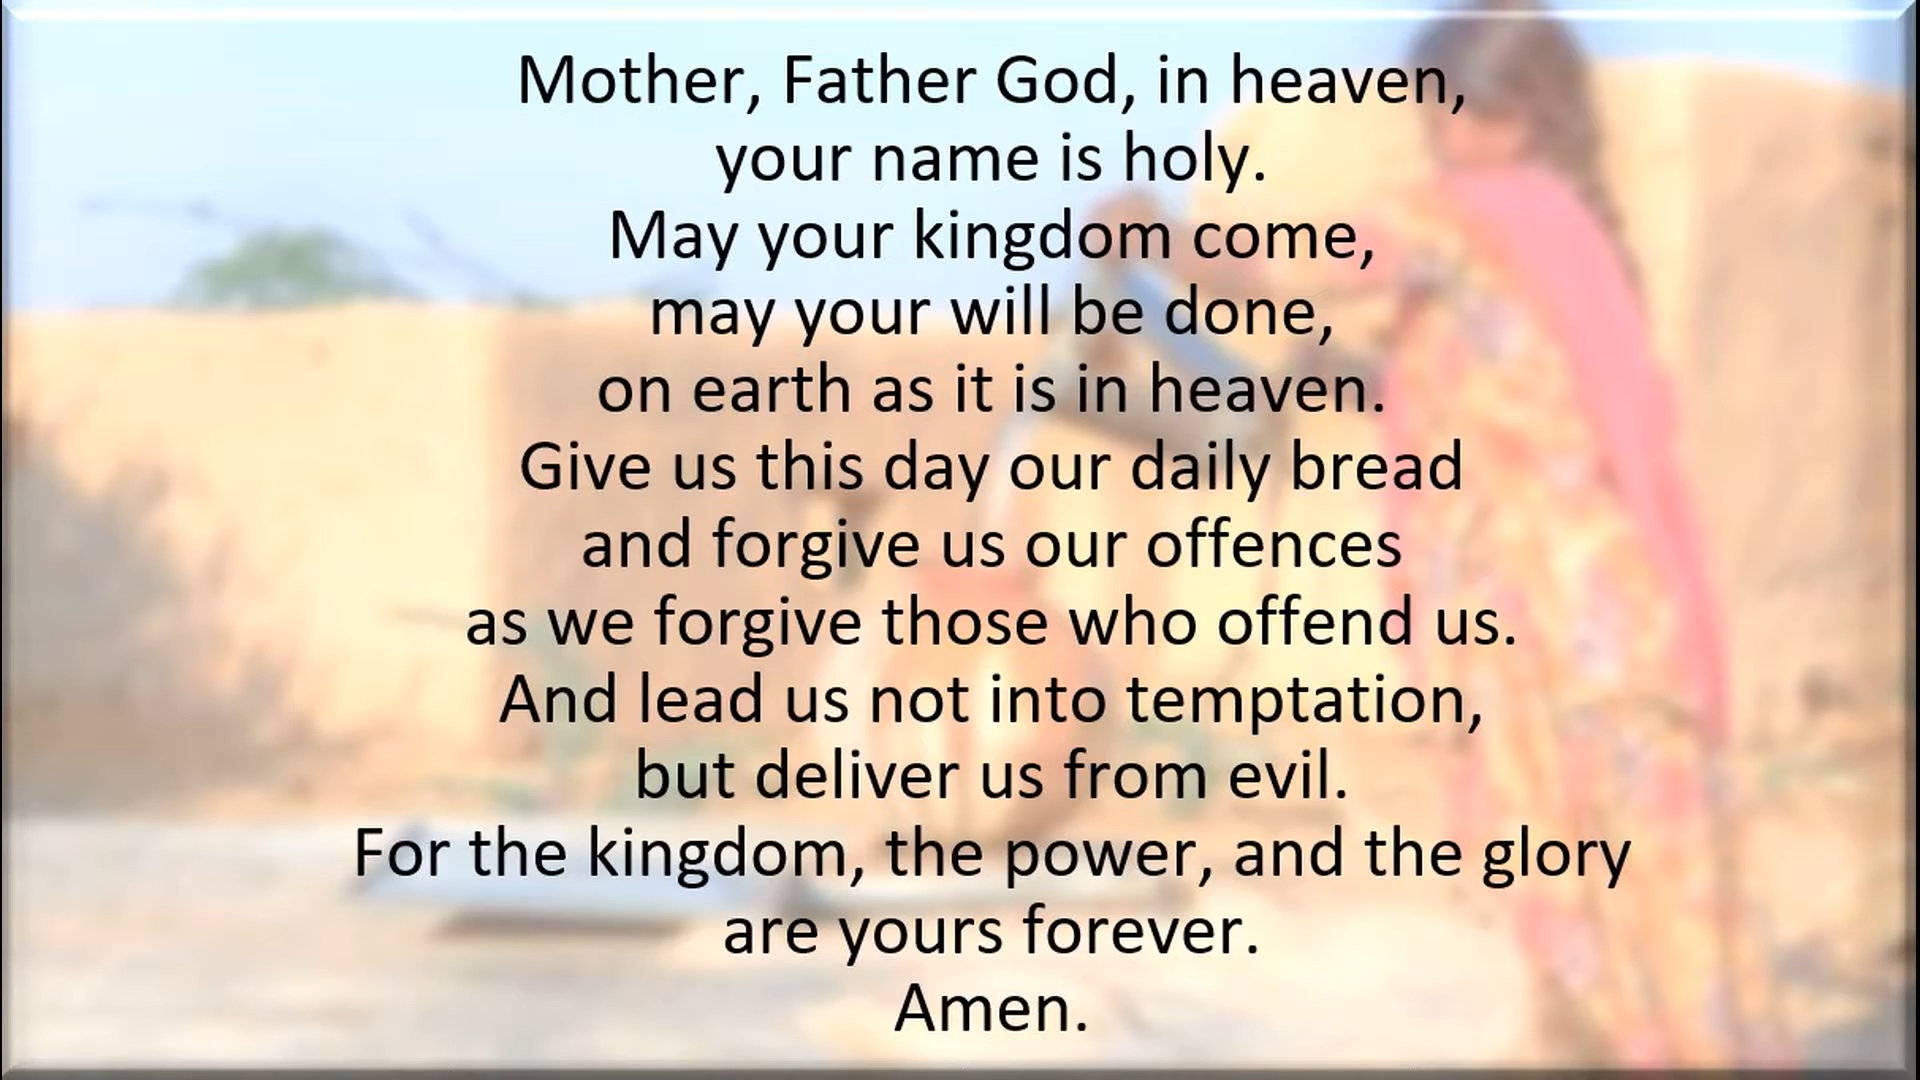 Mother, Father God, in heaven,
your name is holy.
May your kingdom come,
may your will be done,
on earth as it is in heaven.
Give us this day our daily bread
and forgive us our offences
as we forgive those who offend us.
And lead us not into temptation,
but deliver us from evil.
For the kingdom, the power, and the glory
are yours forever.
Amen.